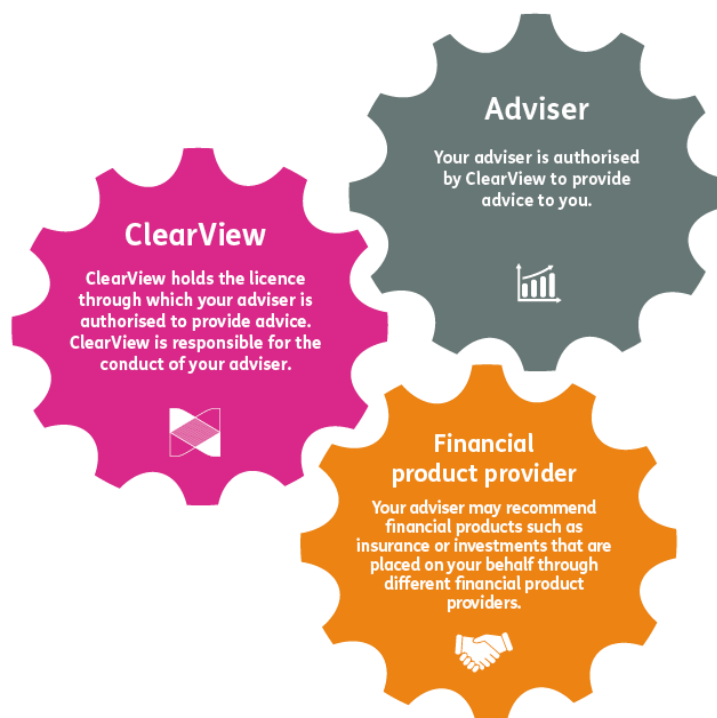 Adviser
Your adviser is authorised
by ClearView to provide
advice to you.
ClearView
ClearView holds the licence
through which your adviser is
authorised to provide advice.
ClearView is responsible for the
conduct of your adviser.
Financial
product provider
Your adviser may recommend
financial products such as
insurance or investments that are
placed on your behalf through
different financial product
providers.